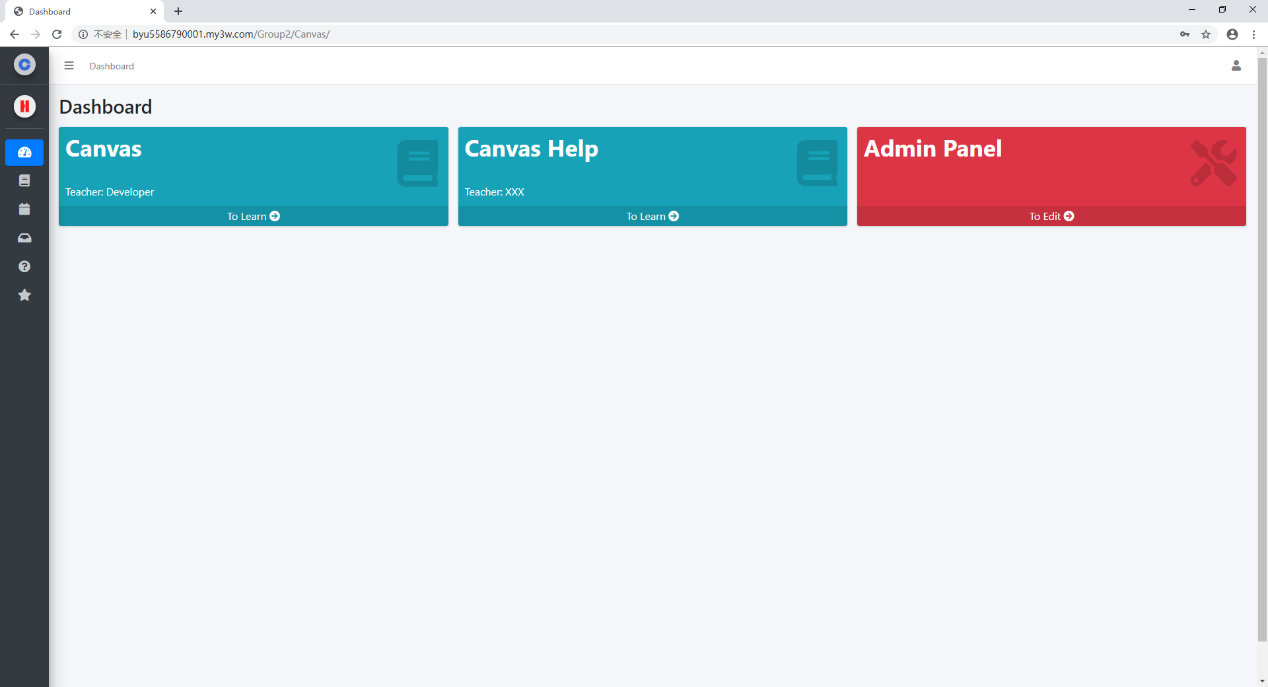 Dashboard
不安全 | byu5586790001.my3w.com/Group2/Canvas/
Dashboard
Dashboard
Canvas
Teacher: Developer
To Learn
Canvas Help
Teacher: XXX
To Learn
Admin Panel
To Edit